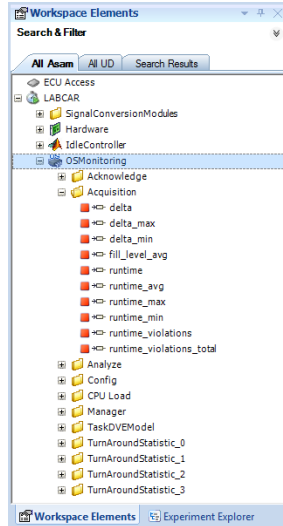 Workspace Elements
Search & Filter
All Asam All UD Search Results
ECU Access
LABCAR
SignalConversionModules
Hardware
IdleController
OSMonitoring
Acknowledge
Acquisition
delta
delta_max
delta_min
fill_level_avg
runtime
runtime_avg
runtime_max
runtime_min
runtime_violations
runtime_violations_total
Analyze
Config
CPU Load
Manager
TaskDVEModel
TurnAroundStatistic_0
TurnAroundStatistic_1
TurnAroundStatistic_2
TurnAroundStatistic_3
Workspace Elements Experiment Explorer